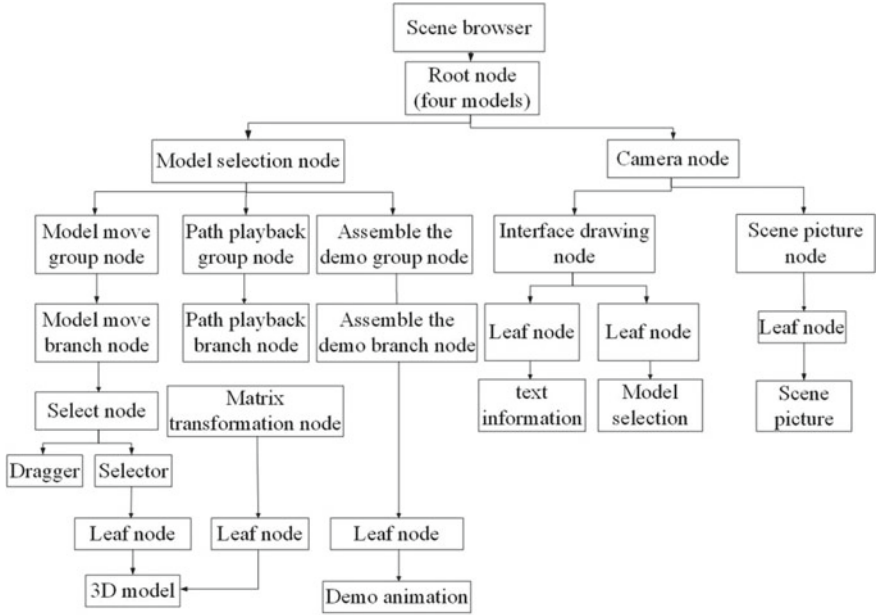 Scene browser
Root node
(four models)
Model selection node
Camera node
Model move
group node
Path playback
group node
Assemble the
demo group node
Interface drawing
node
Scene picture
node
Model move
branch node
Path playback
branch node
Assemble the
demo branch node
Leaf node
Leaf node
Leaf node
Select node
Matrix
transformation node
text
information
Model
selection
Scene
picture
Dragger
Selector
Leaf node
Leaf node
Leaf node
3D model
Demo animation